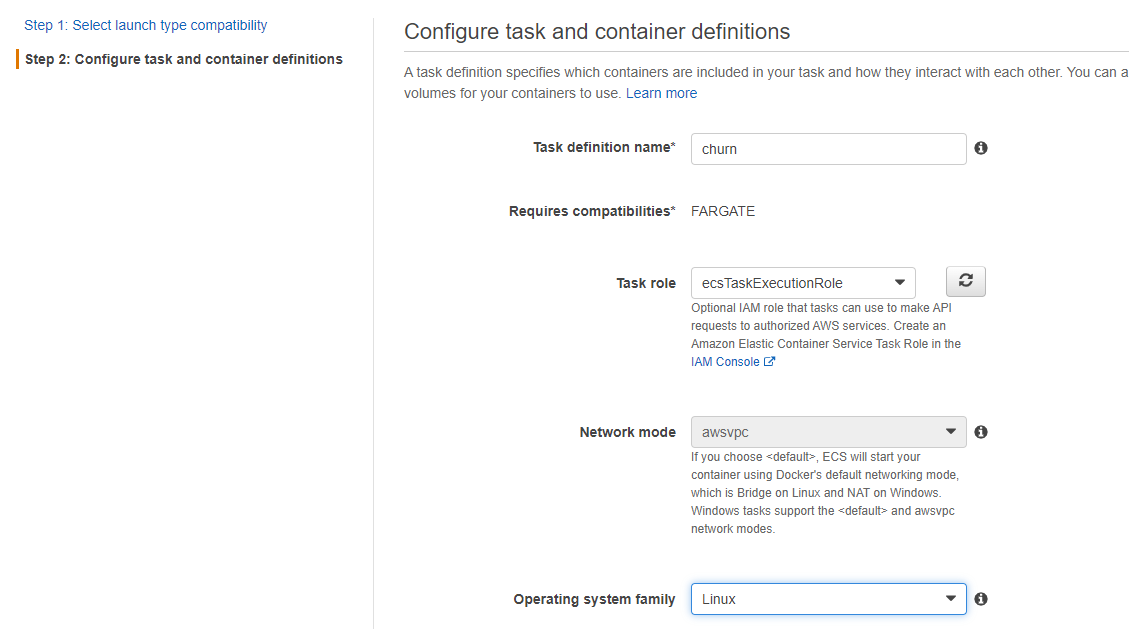 Step 1: Select launch type compatibility
Step 2: Configure task and container definitions
Configure task and container definitions
A task definition specifies which containers are included in your task and how they interact with each other. You can a
volumes for your containers to use. Learn more
Task definition name*
churn
Requires compatibilities*
FARGATE
Task role
ecsTaskExecutionRole
Optional IAM role that tasks can use to make API
requests to authorized AWS services. Create an
Amazon Elastic Container Service Task Role in the
IAM Console
Network mode
awsvpc
If you choose <default>, ECS will start your
container using Docker's default networking mode,
which is Bridge on Linux and NAT on Windows.
Windows tasks support the <default> and awsvpc
network modes.
Operating system family
Linux